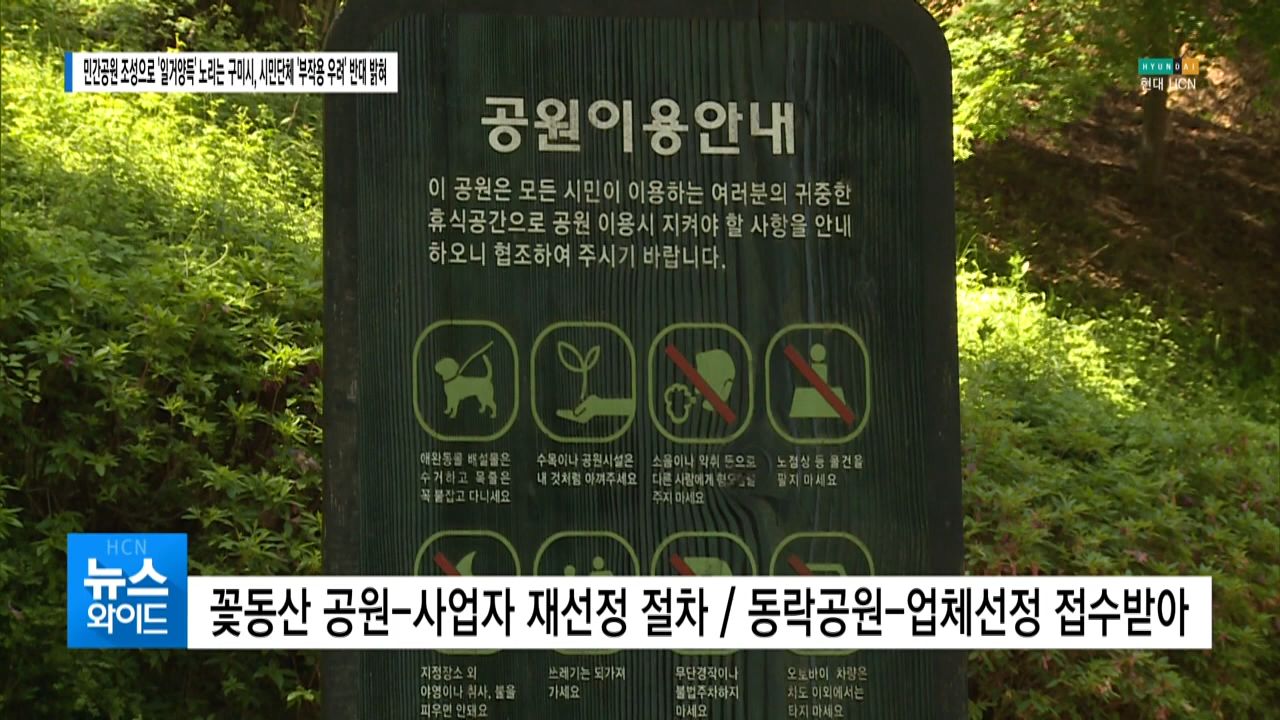 민간공원 조성으로 '일거양득' 노리는 구미시, 시민단체 '부작용 우려' 반대 밝혀
HYUNDAI
현대 HCN
공원이용안내
이 공원은 모든 시민이 이용하는 여러분의 귀중한
휴식공간으로 공원 이용시 지켜야 할 사항을 안내
하오니 협조하여 주시기 바랍니다.
애완동물 배설물은
수거하고 목줄은
꼭 붙잡고 다니세요
수목이나 공원시설은
내 것처럼 아껴주세요
소음이나 악취 등으로
다른 사람에게 혐오감을
주지 마세요
노점상 등 물건을
팔지 마세요
HCN
뉴스
와이드
꽃동산 공원-사업자 재선정 절차 / 동락공원-업체선정 접수받아
지정장소 외
야영이나 취사, 불을
피우면 안돼요
쓰레기는 되가져
가세요
무단경작이나
불법주차하지
마세요
오토바이 차량은
차도 이외에서는
타지 마세요